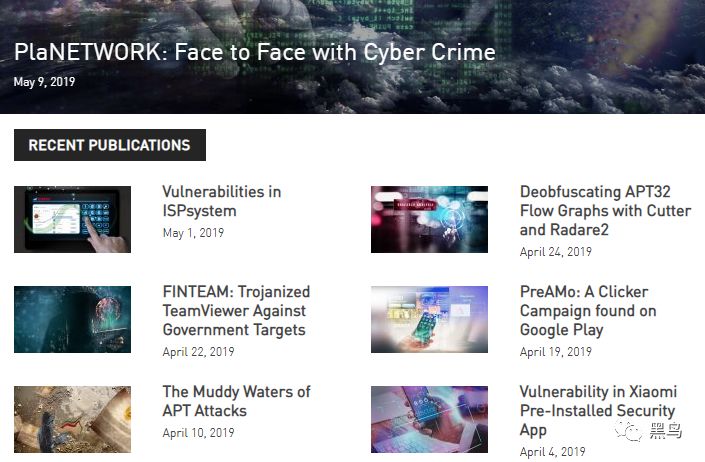 PlaNETWORK: Face to Face with Cyber Crime
May 9, 2019
RECENT PUBLICATIONS
Vulnerabilities in
ISPsystem
May 1, 2019
Deobfuscating APT32
Flow Graphs with Cutter
and Radare2
April 24, 2019
FINTEAM: Trojanized
TeamViewer Against
Government Targets
April 22, 2019
PreAMo: A Clicker
Campaign found on
Google Play
April 19, 2019
The Muddy Waters of
APT Attacks
April 10, 2019
Vulnerability in Xiaomi
Pre-Installed Security
App
April 4, 2019
黑鸟